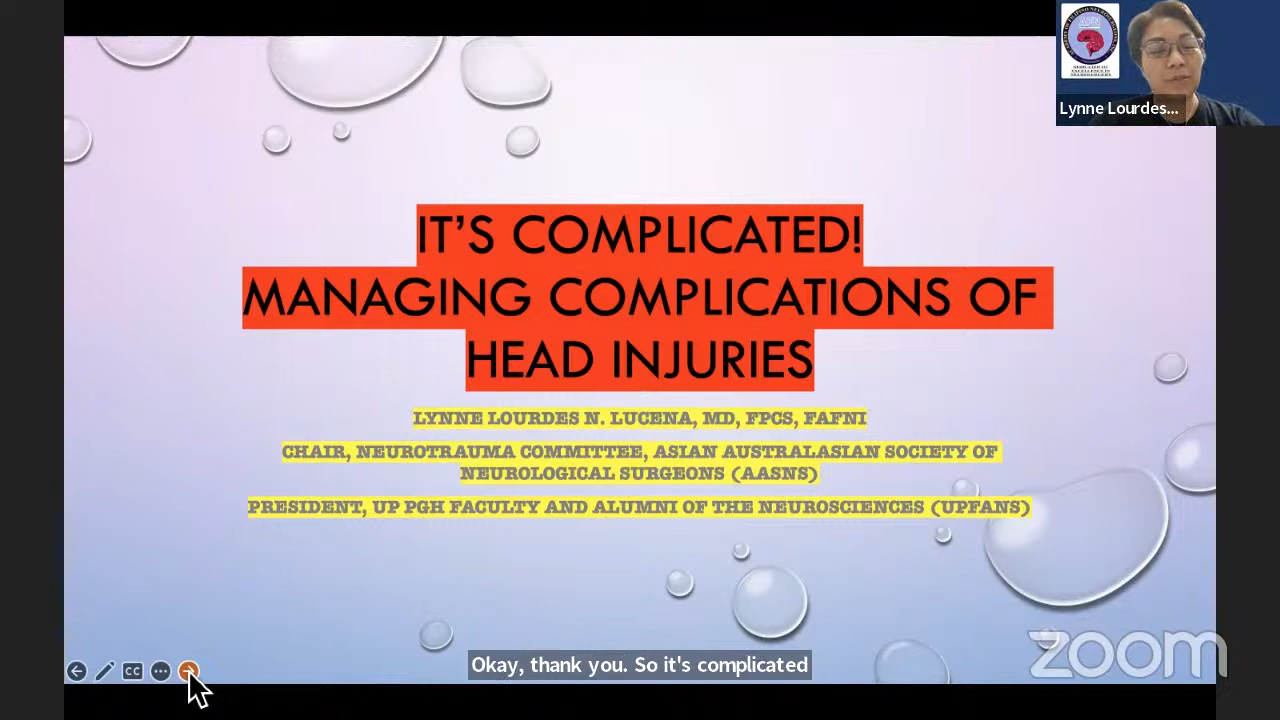 Lynne Lourdes...
IT’S COMPLICATED!
MANAGING COMPLICATIONS OF
HEAD INJURIES
LYNNE LOURDES N. LUCENA, MD, FPCS, FAFNI
CHAIR, NEUROTRAUMA COMMITTEE, ASIAN AUSTRALASIAN SOCIETY OF
NEUROLOGICAL SURGEONS (AASNS)
PRESIDENT, UP PGH FACULTY AND ALUMNI OF THE NEUROSCIENCES (UPFANS)
CC
Okay, thank you. So it's complicated
zoom